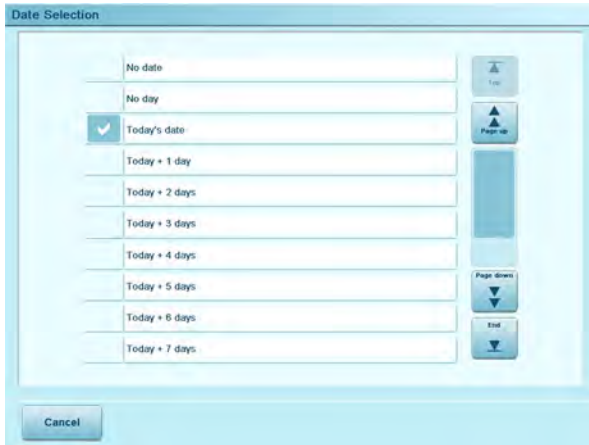 Date Selection
No date
No day
Today's date
Today + 1 day
Today + 2 days
Today + 3 days
Today + 4 days
Today + 5 days
Today + 6 days
Today + 7 days
Top
Page up
Page down
End
Cancel